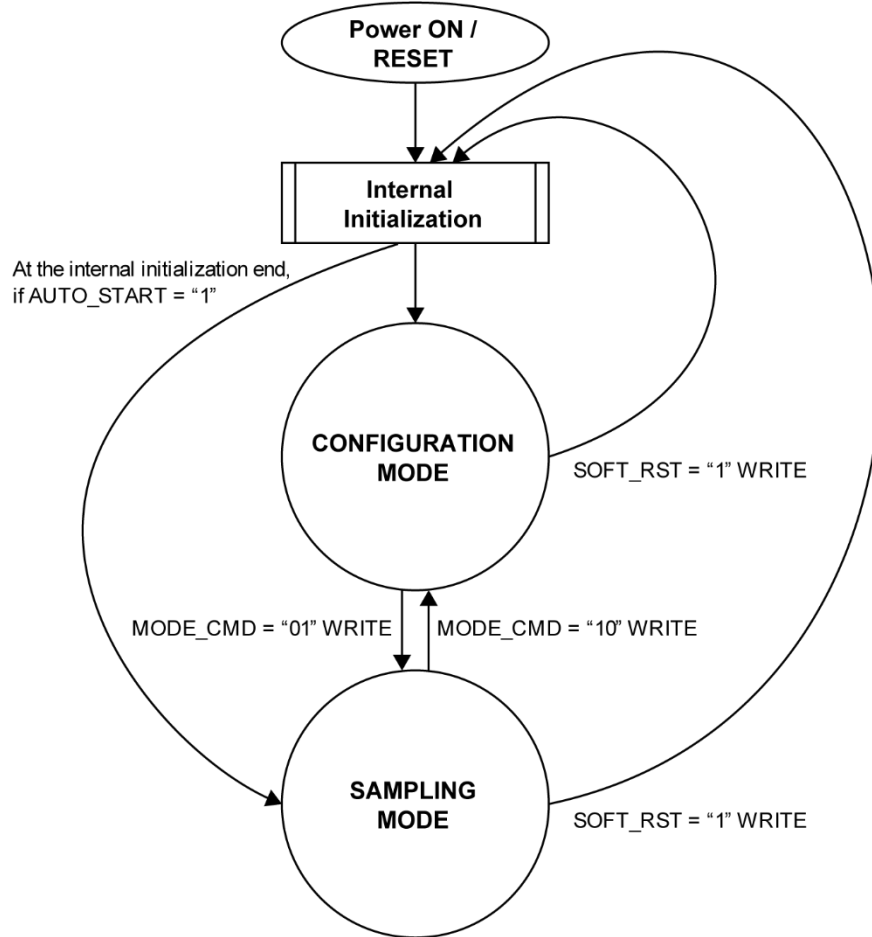 Power ON /
RESET
Internal
Initialization
At the internal initialization end,
if AUTO_START = “1”
CONFIGURATION
MODE
SOFT_RST = “1” WRITE
MODE_CMD = “01” WRITE
MODE_CMD = “10” WRITE
SAMPLING
MODE
SOFT_RST = “1” WRITE